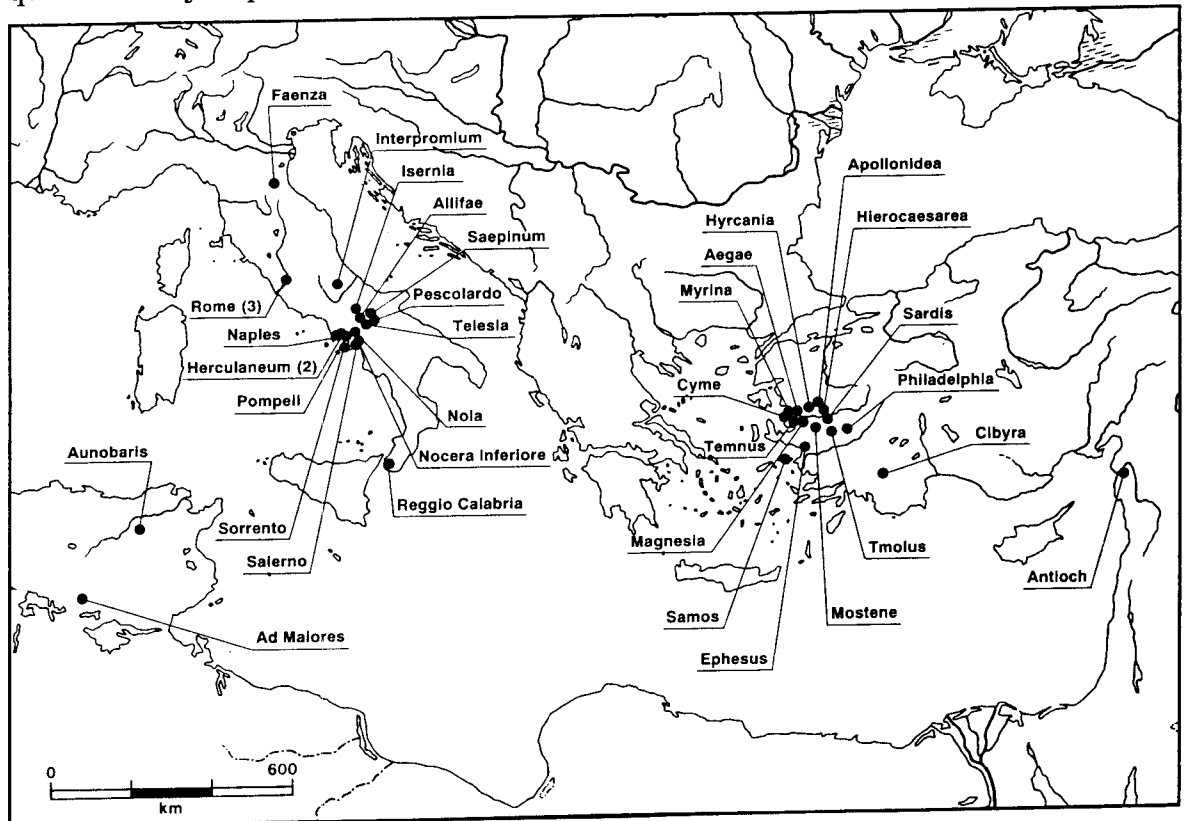 Faenza
Interpromium
Isernia
Allifae
Saepinum
Pescolardo
Telesia
Rome (3)
Naples
Herculaneum (2)
Pompeii
Nola
Nocera Inferiore
Reggio Calabria
Sorrento
Salerno
Aunobaris
Ad Maiores
Apollonidea
Hierocaesarea
Hyrcania
Aegae
Myrina
Sardis
Philadelphia
Cyme
Temnus
Cibyra
Magnesia
Tmolus
Samos
Mostene
Ephesus
Antioch
0 600
km